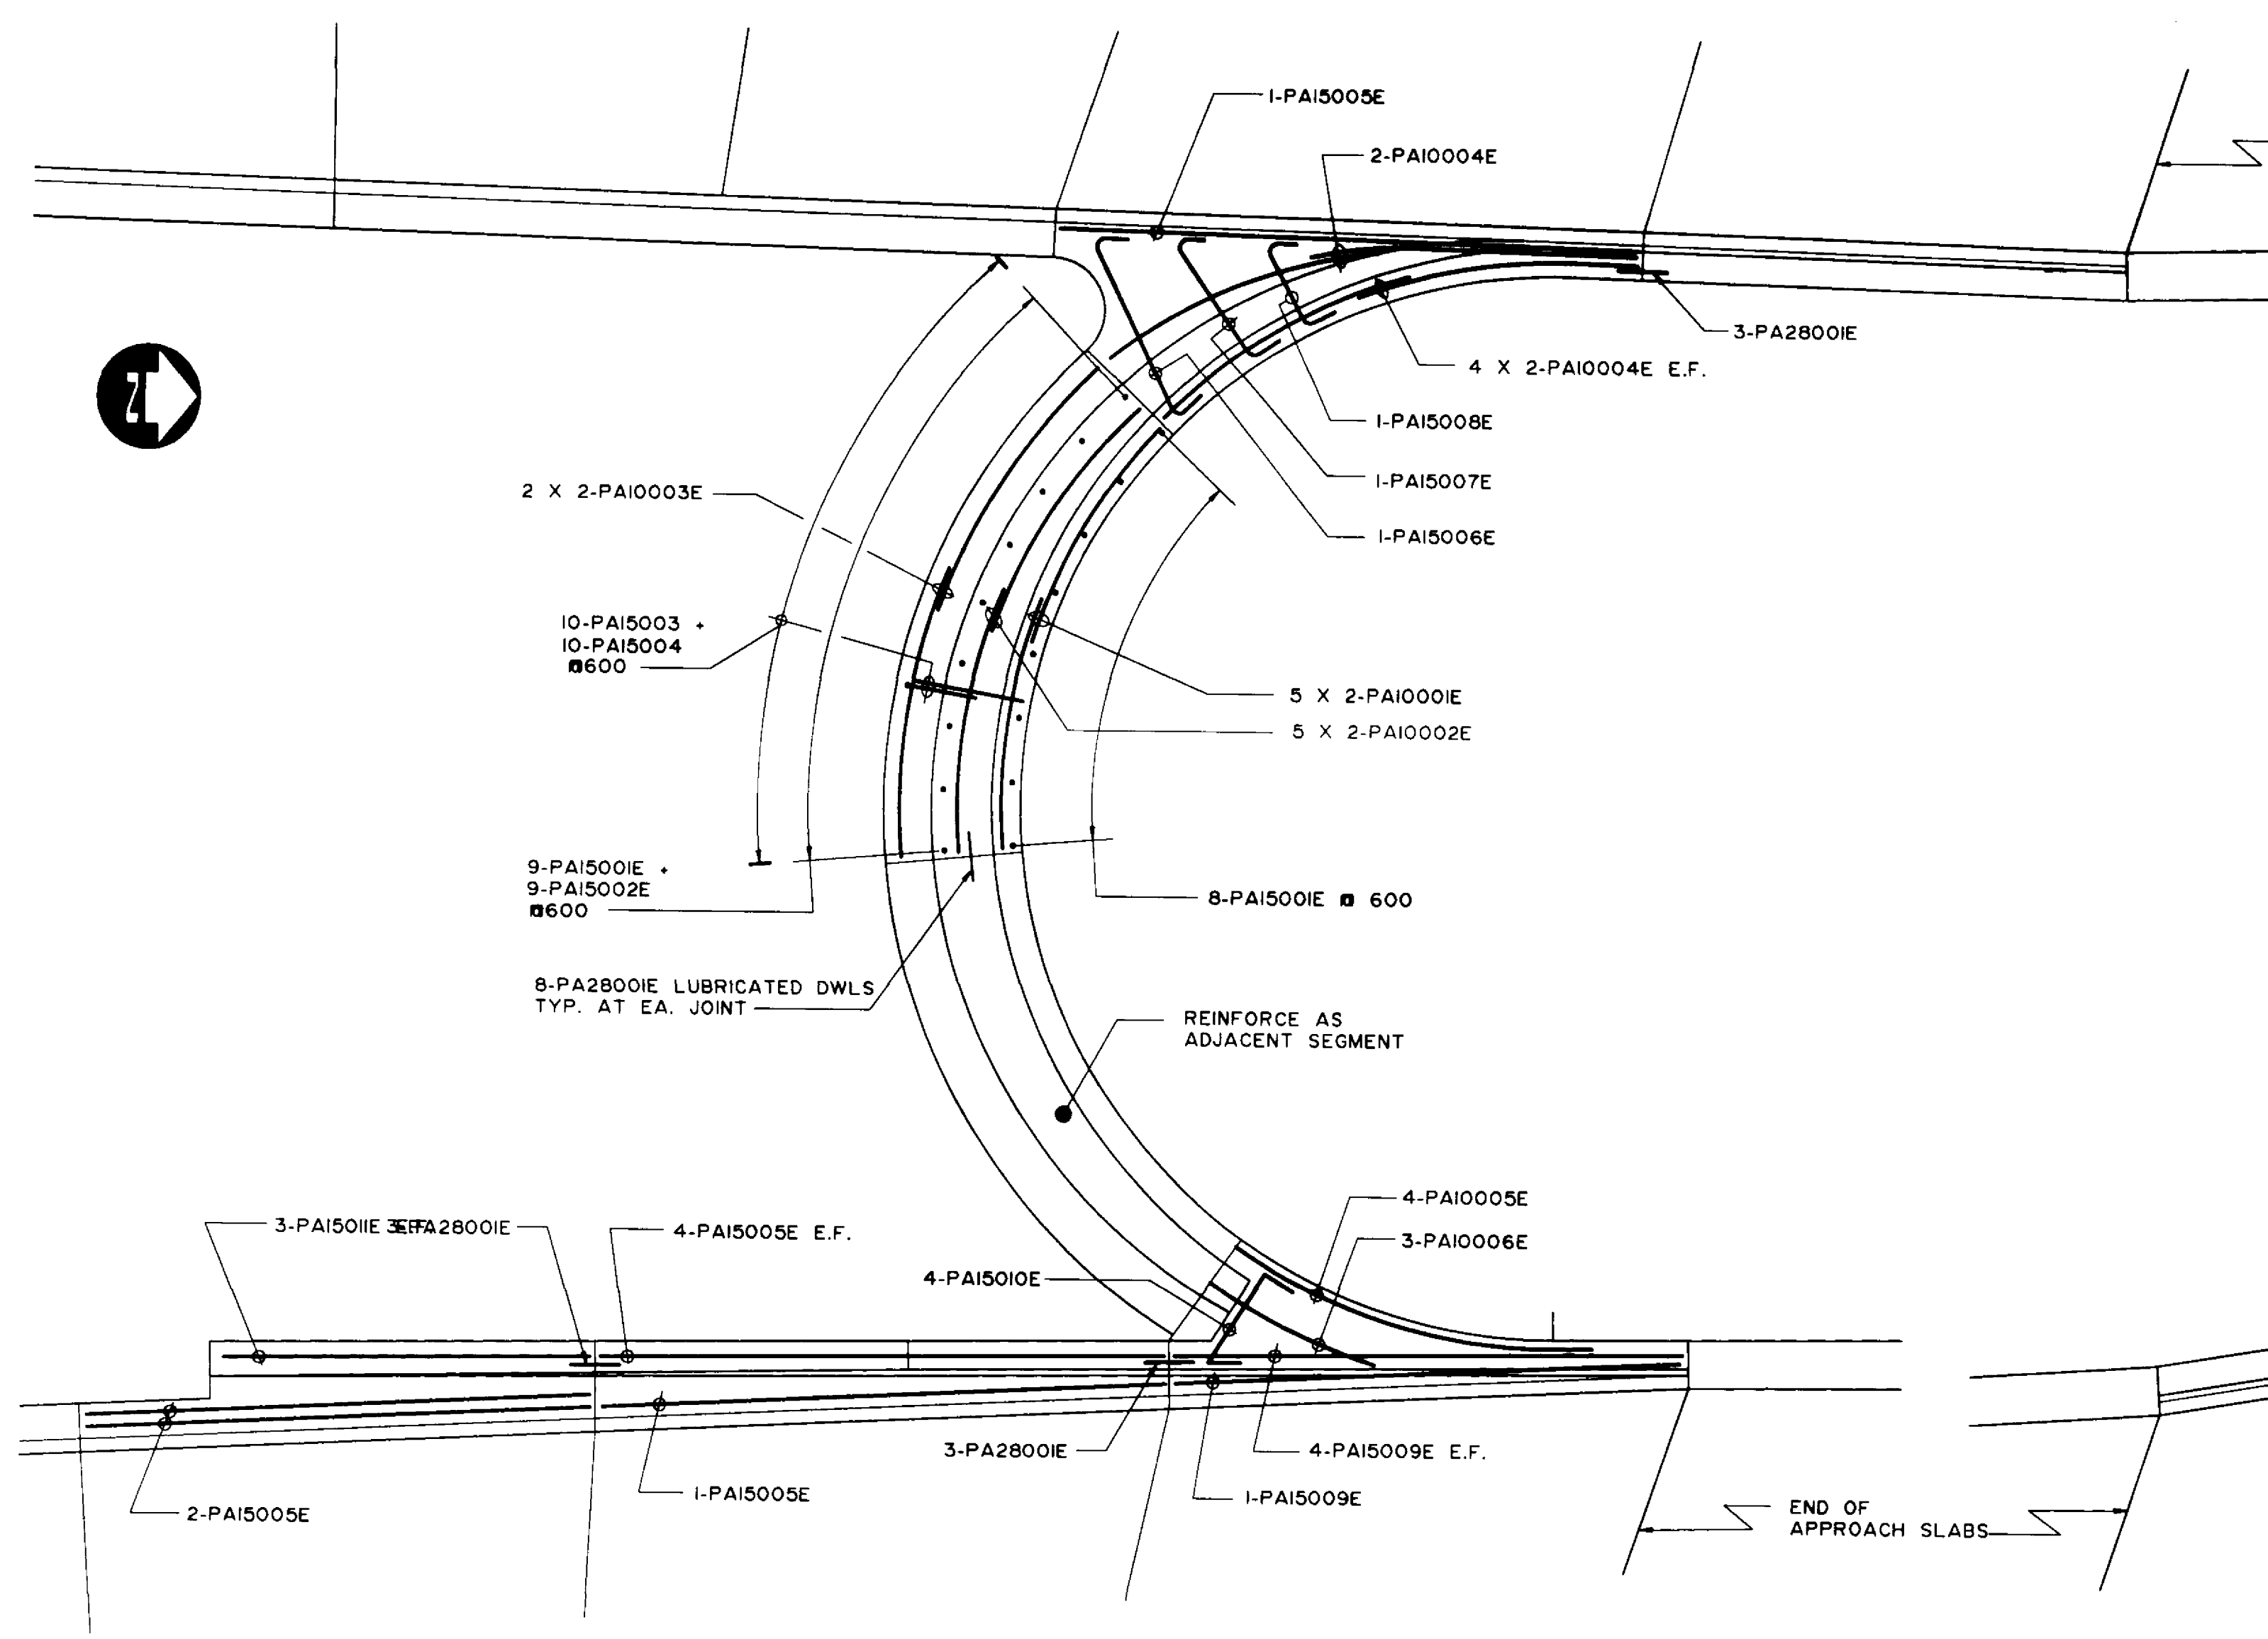 1-PA15005E
2-PA10004E
3-PA28001E
4 X 2-PA10004E E.F.
1-PA15008E
1-PA15007E
1-PA15006E
N
2 X 2-PA10003E
10-PA15003 +
10-PA15004
@600
5 X 2-PA10001E
5 X 2-PA10002E
9-PA15001E +
9-PA15002E
@600
8-PA15001E @ 600
8-PA28001E LUBRICATED DWLS
TYP. AT EA. JOINT
REINFORCE AS
ADJACENT SEGMENT
4-PA10005E
3-PA15011E E.F.
3-PA28001E
4-PA15005E E.F.
3-PA10006E
4-PA15010E
3-PA28001E
4-PA15009E E.F.
1-PA15005E
1-PA15009E
2-PA15005E
END OF
APPROACH SLABS